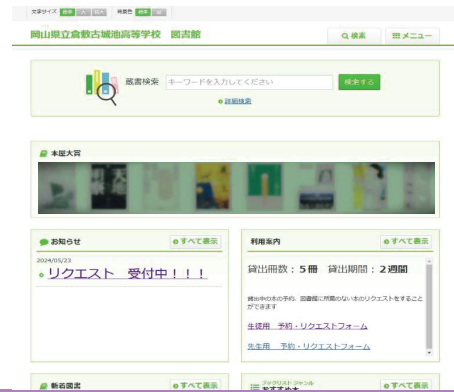 文字サイズ 標準 大 特大 背景色 標準 黒
岡山県立倉敷古城池高等学校 図書館
検索 メニュー
蔵書検索 キーワードを入力してください 検索する
詳細検索
本屋大賞
お知らせ すべて表示
2024/05/23
リクエスト 受付中！！！
利用案内 すべて表示
貸出冊数：５冊 貸出期間：２週間
貸出中の本の予約、図書館に所蔵のない本のリクエストをすることができます
生徒用 予約・リクエストフォーム
先生用 予約・リクエストフォーム
新着図書 すべて表示
ブックリスト ジャンル
おすすめ本 すべて表示